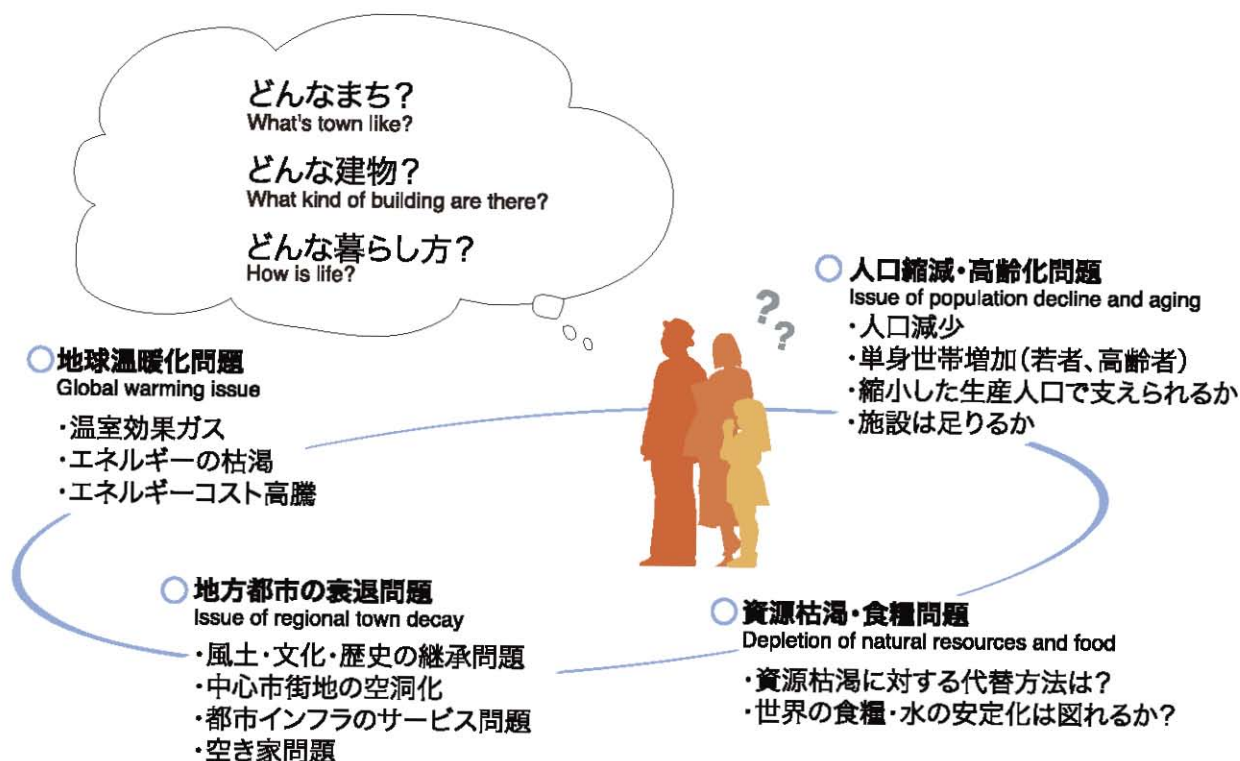 どんなまち?
What's town like?
どんな建物?
What kind of building are there?
どんな暮らし方?
How is life?
??
人口縮減・高齢化問題
Issue of population decline and aging
・人口減少
・単身世帯増加(若者、高齢者)
・縮小した生産人口で支えられるか
・施設は足りるか
地球温暖化問題
Global warming issue
・温室効果ガス
・エネルギーの枯渇
・エネルギーコスト高騰
地方都市の衰退問題
Issue of regional town decay
・風土・文化・歴史の継承問題
・中心市街地の空洞化
・都市インフラのサービス問題
・空き家問題
資源枯渇・食糧問題
Depletion of natural resources and food
・資源枯渇に対する代替方法は?
・世界の食糧・水の安定化は図れるか?